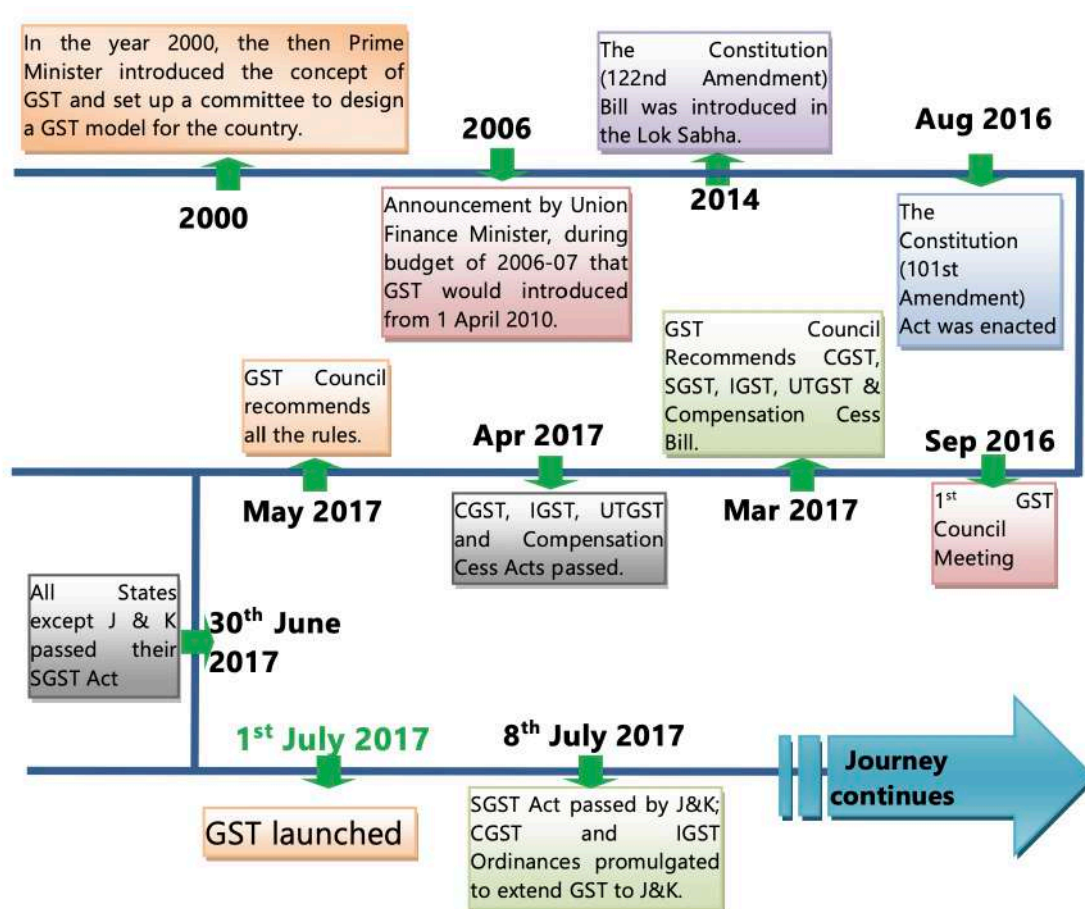 In the year 2000, the then Prime
Minister introduced the concept of
GST and set up a committee to design
a GST model for the country.
2000
2006
Announcement by Union
Finance Minister, during
budget of 2006-07 that
GST would introduced
from 1 April 2010.
The Constitution
(122nd Amendment)
Bill was introduced in
the Lok Sabha.
2014
Aug 2016
The
Constitution
(101st
Amendment)
Act was enacted
Sep 2016
1st GST
Council
Meeting
GST Council
Recommends CGST,
SGST, IGST, UTGST &
Compensation Cess
Bill.
Mar 2017
Apr 2017
CGST, IGST, UTGST
and Compensation
Cess Acts passed.
GST Council
recommends
all the rules.
May 2017
All States
except J & K
passed their
SGST Act
30th June
2017
1st July 2017
GST launched
8th July 2017
SGST Act passed by J&K;
CGST and IGST
Ordinances promulgated
to extend GST to J&K.
Journey
continues